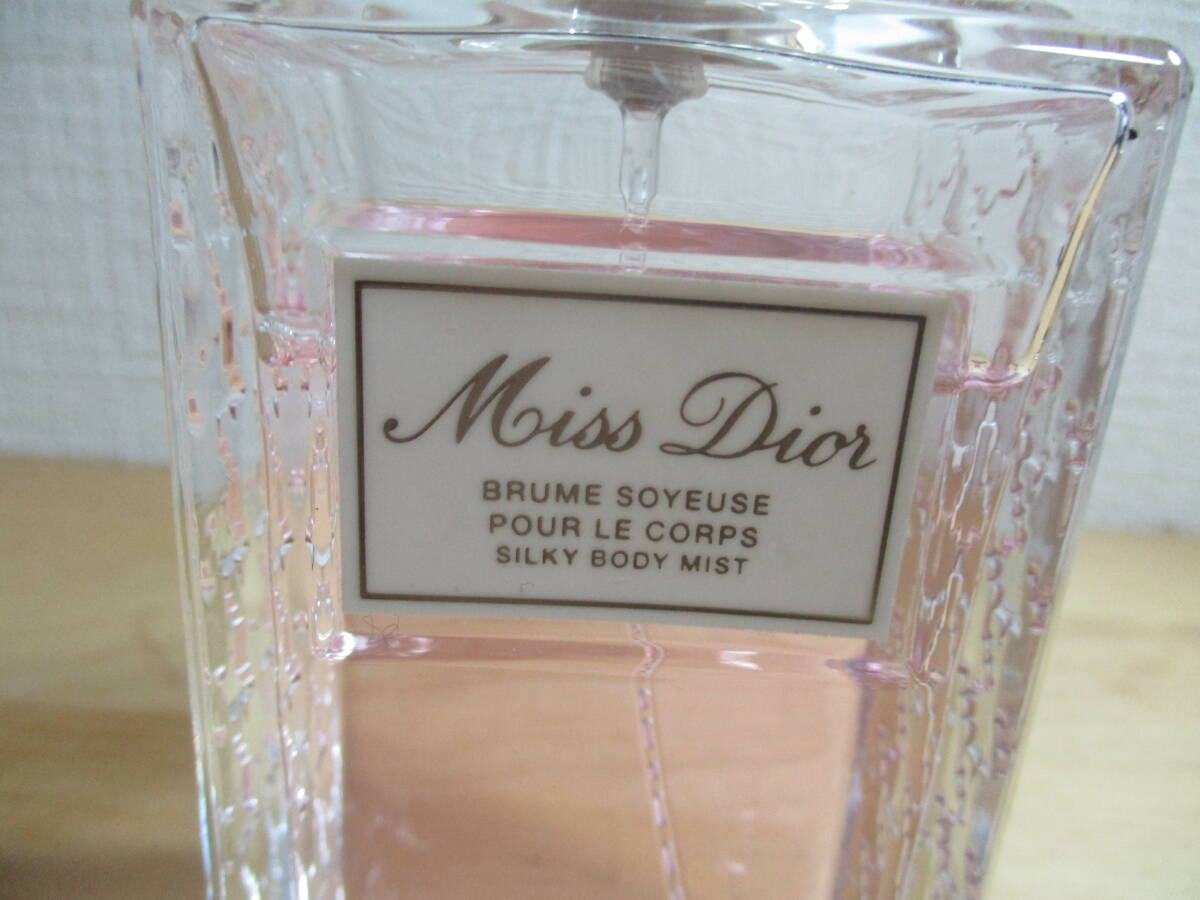 Miss Dior
BRUME SOYEUSE
POUR LE CORPS
SILKY BODY MIST